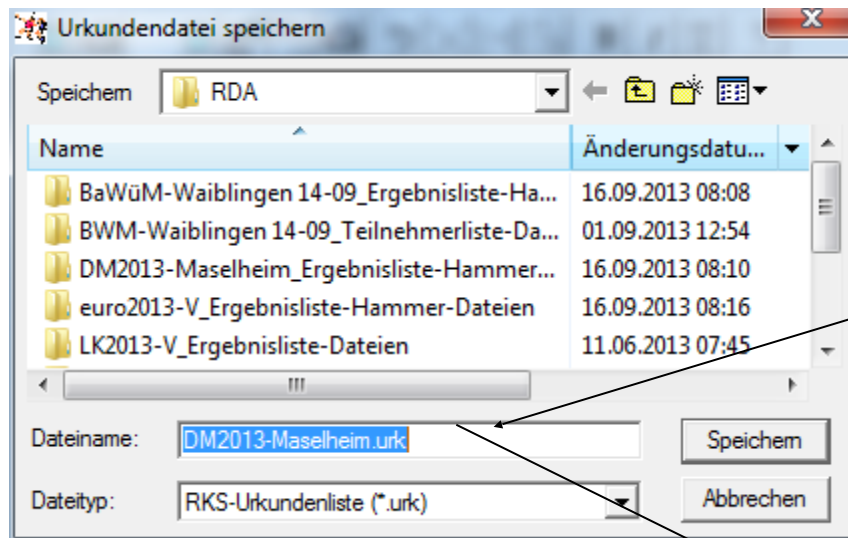 Urkundendatei speichern
Speichern RDA
Name Änderungsdatu...
BaWüM-Waiblingen 14-09_Ergebnisliste-Ha... 16.09.2013 08:08
BWM-Waiblingen 14-09_Teilnehmerliste-Da... 01.09.2013 12:54
DM2013-Maselheim_Ergebnisliste-Hammer... 16.09.2013 08:10
euro2013-V_Ergebnisliste-Hammer-Dateien 16.09.2013 08:16
LK2013-V_Ergebnisliste-Dateien 11.06.2013 07:45
Dateiname: DM2013-Maselheim.urk Speichern
Dateityp: RKS-Urkundenliste (*.urk) Abbrechen